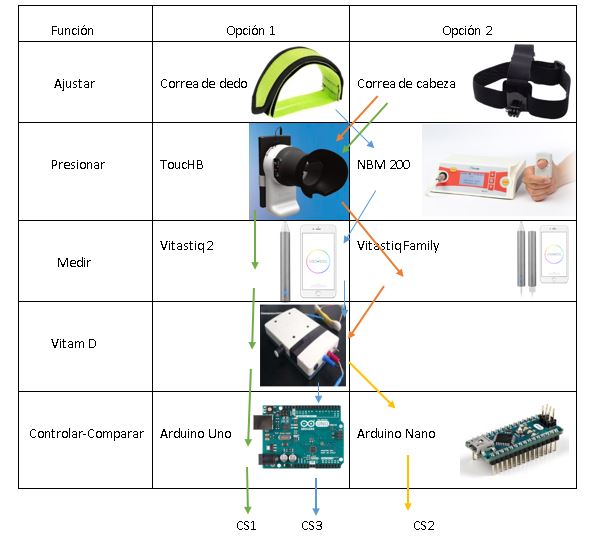 Función Opción 1 Opción 2
Ajustar Correa de dedo Correa de cabeza
Presionar ToucHB NBM 200
Medir Vitastiq 2 Vitastiq Family
Vitam D
Controlar-Comparar Arduino Uno Arduino Nano
CS1 CS3 CS2